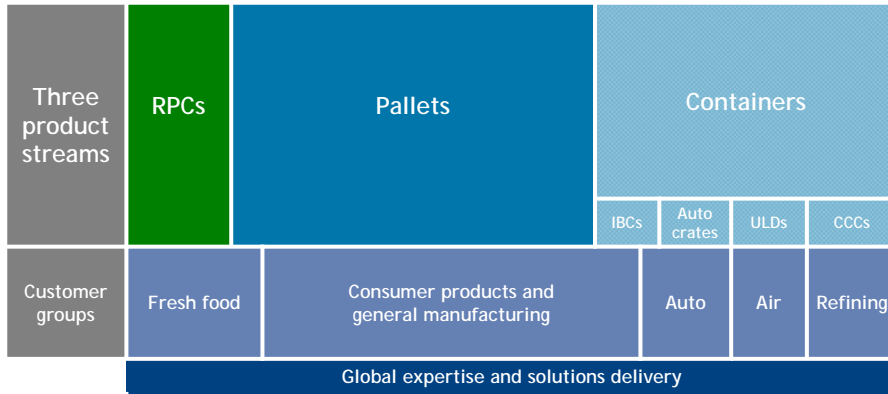 Three
product
streams
RPCs
Pallets
Containers
IBCs
Auto
crates
ULDs
CCCs
Customer
groups
Fresh food
Consumer products and
general manufacturing
Auto
Air
Refining
Global expertise and solutions delivery